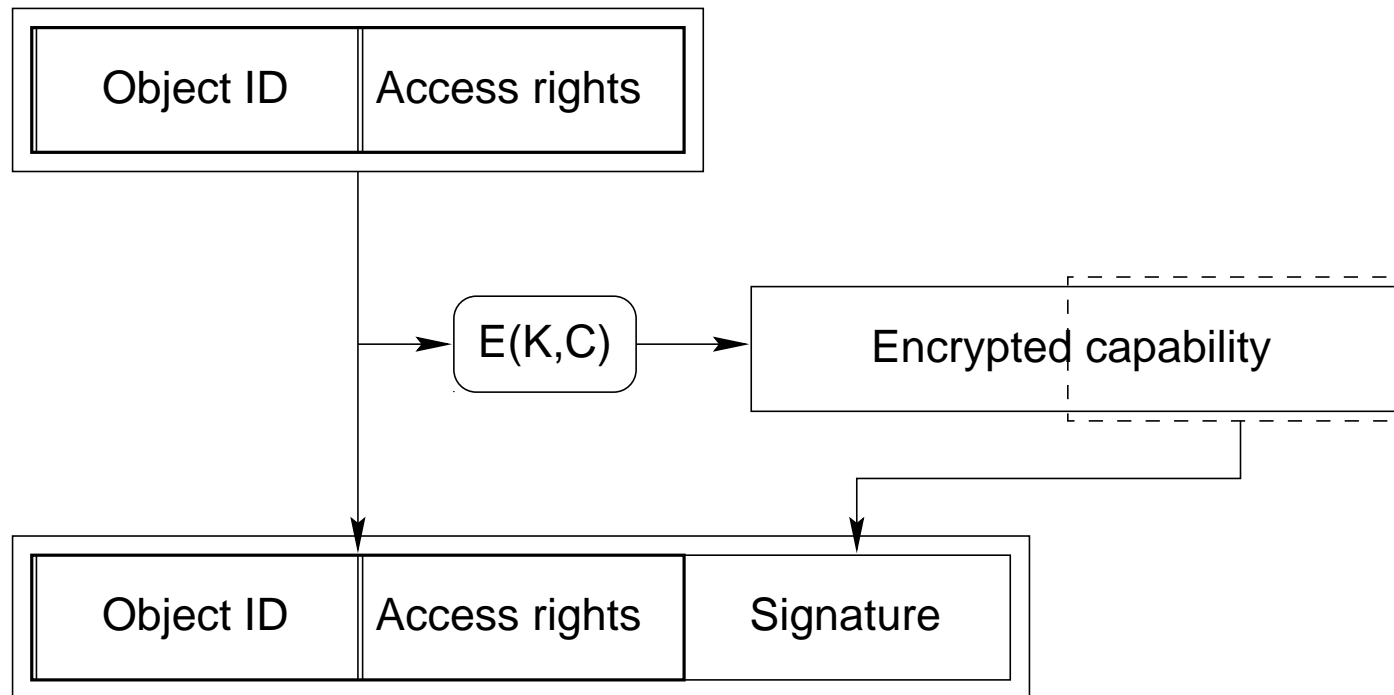 Object ID Access rights
E(K,C) Encrypted capability
Object ID Access rights Signature